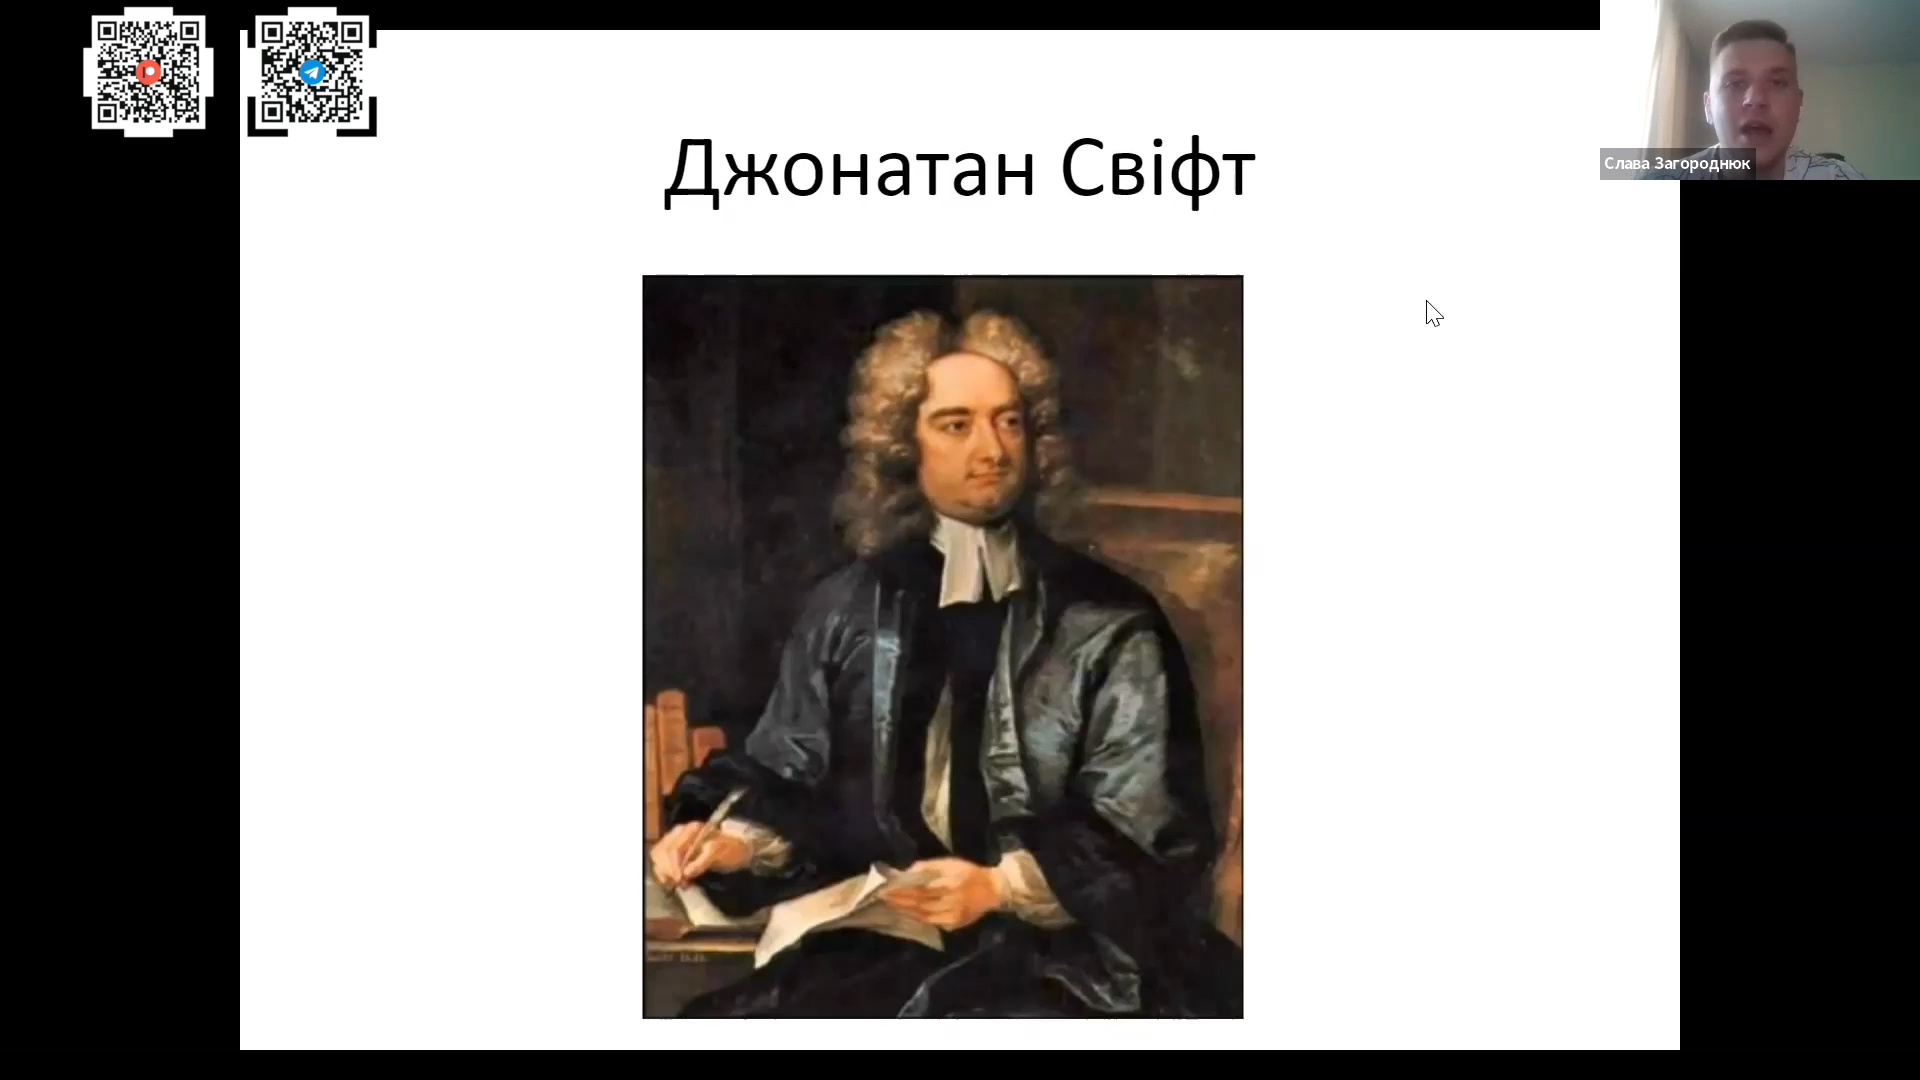 Джонатан Свіфт
Слава Загороднюк